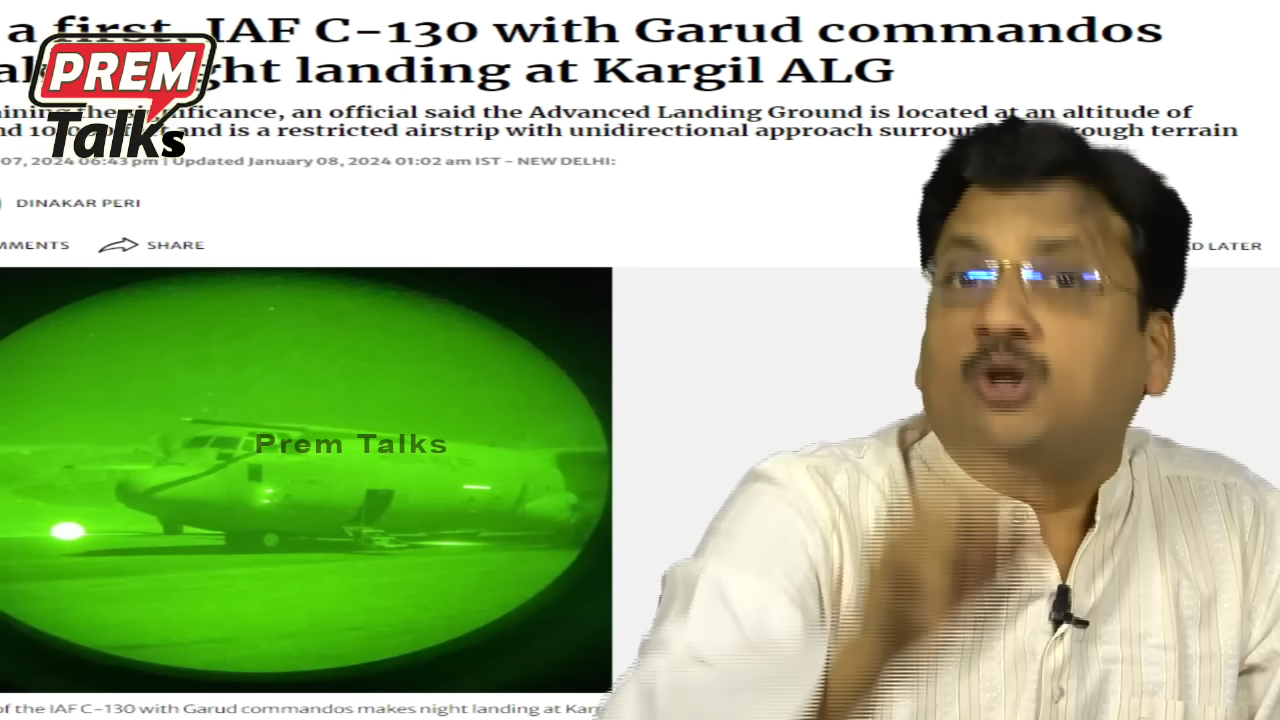 a first, IAF C-130 with Garud commandos
landing at Kargil ALG
an official said the Advanced Landing Ground is located at an altitude of
and is a restricted airstrip with unidirectional approach terrain
07, 2024 06:43 pm | Updated January 08, 2024 01:02 am IST - NEW DELHI:
PREM
Talks
DINAKAR PERI
SHARE
LATER
Prem Talks
of the IAF C-130 with Garud commandos makes night landing at